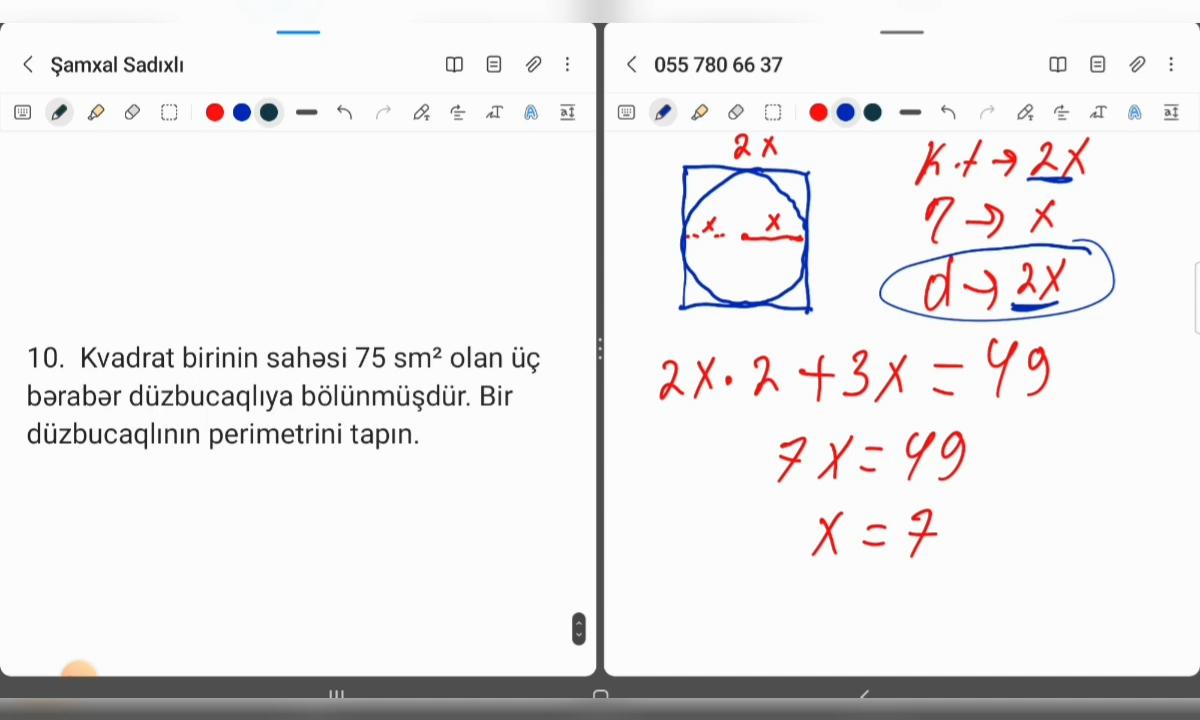 Şamxal Sadıxlı
10. Kvadrat birinin sahəsi 75 sm² olan üç
bərabər düzbucaqlıya bölünmüşdür. Bir
düzbucaqlının perimetrini tapın.
055 780 66 37
2x
x x
K.t → 2x
r → x
d → 2x
2x · 2 + 3x = 49
7x = 49
x = 7